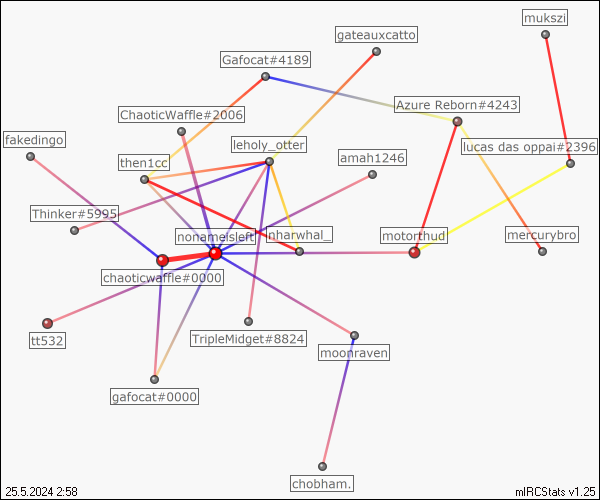 mukszi
gateauxcatto
Gafocat#4189
Azure Reborn#4243
ChaoticWaffle#2006
fakedingo
leholy_otter
lucas das oppai#2396
then1cc
amah1246
Thinker#5995
nonameisleft
nharwhal_
motorthud
mercurybro
chaoticwaffle#0000
tt532
TripleMidget#8824
moonraven
gafocat#0000
chobham.
25.5.2024 2:58
mIRCStats v1.25